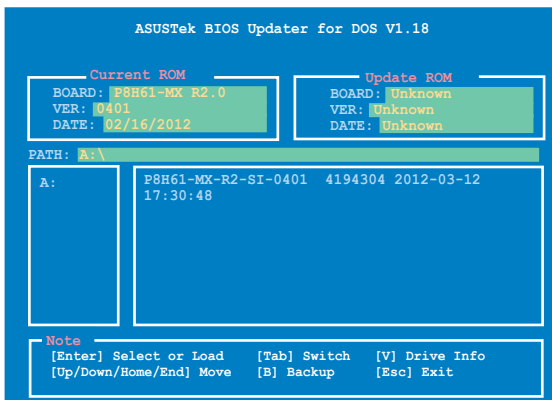 ASUSTek BIOS Updater for DOS V1.18
Current ROM
BOARD: P8H61-MX R2.0
VER: 0401
DATE: 02/16/2012
Update ROM
BOARD: Unknown
VER: Unknown
DATE: Unknown
PATH: A:\
A:
P8H61-MX-R2-SI-0401 4194304 2012-03-12
17:30:48
Note
[Enter] Select or Load [Tab] Switch [V] Drive Info
[Up/Down/Home/End] Move [B] Backup [Esc] Exit